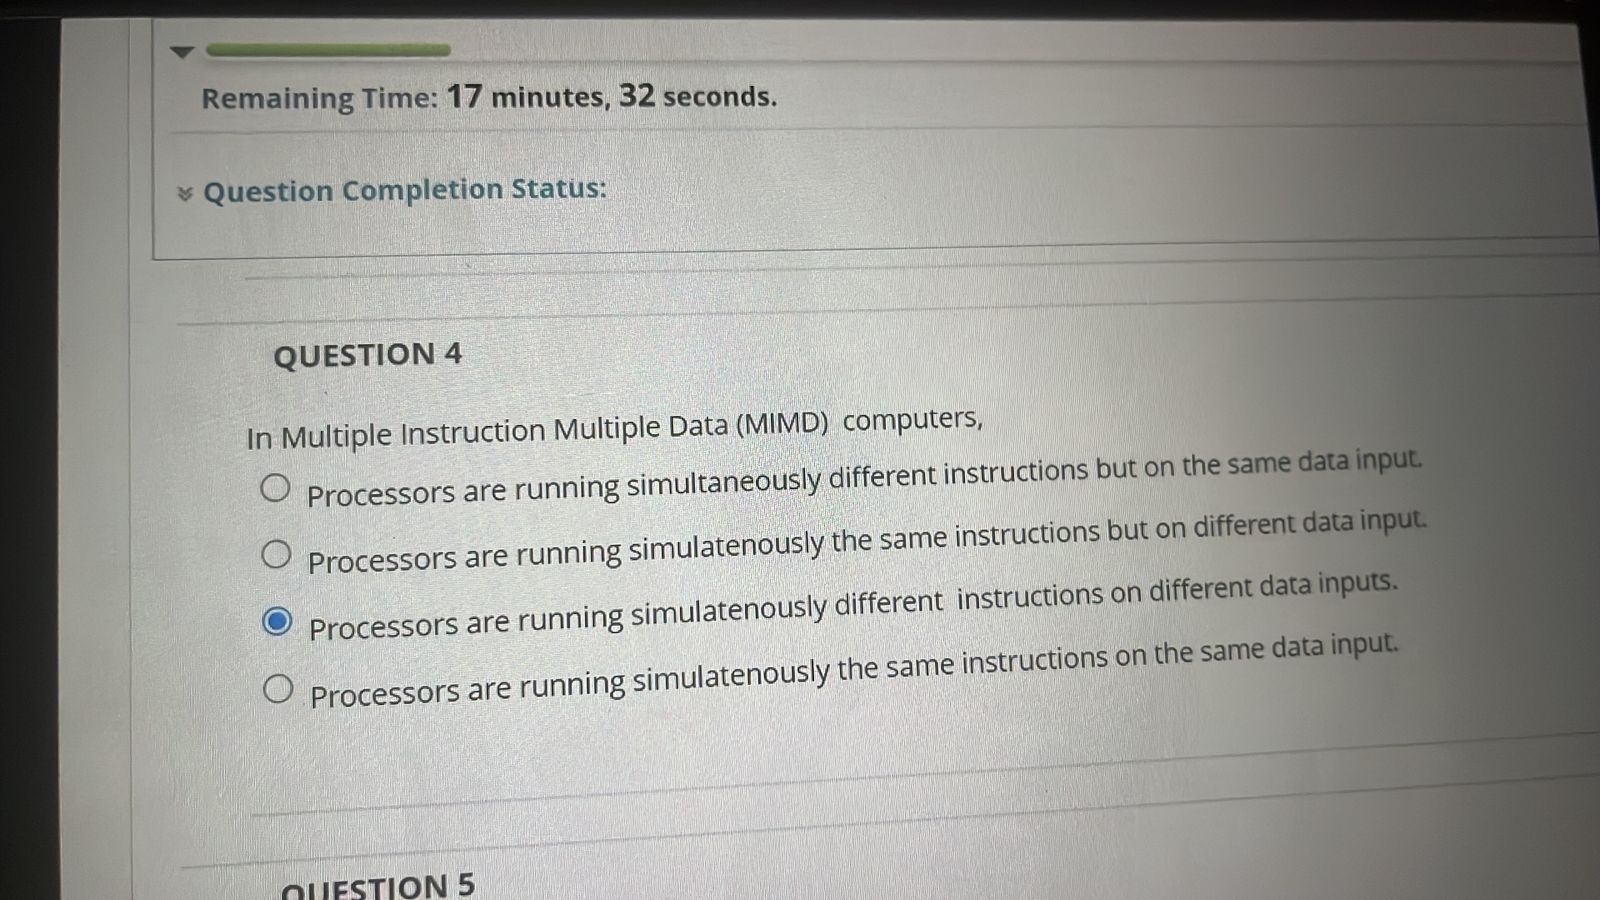 Remaining Time: 17 minutes, 32 seconds.
Question Completion Status:
QUESTION 4
In Multiple Instruction Multiple Data (MIMD) computers,
Processors are running simultaneously different instructions but on the same data input.
Processors are running simulatenously the same instructions but on different data input.
Processors are running simulatenously different instructions on different data inputs.
Processors are running simulatenously the same instructions on the same data input.
QUESTION 5